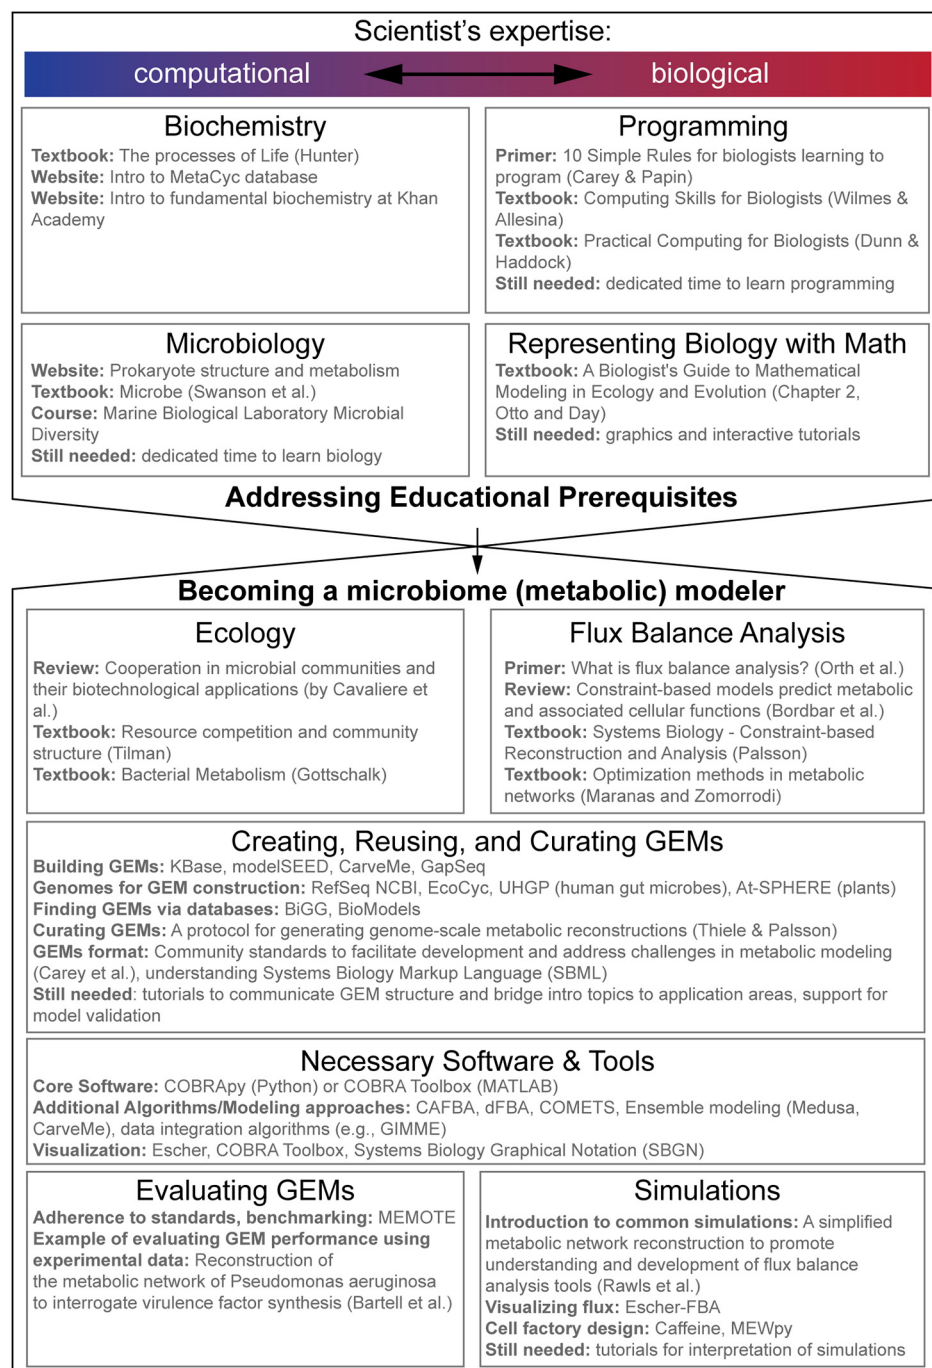 Scientist's expertise:
computational
biological
Biochemistry
Textbook: The processes of Life (Hunter)
Website: Intro to MetaCyc database
Website: Intro to fundamental biochemistry at Khan
Academy
Programming
Primer: 10 Simple Rules for biologists learning to
program (Carey & Papin)
Textbook: Computing Skills for Biologists (Wilmes &
Allesina)
Textbook: Practical Computing for Biologists (Dunn &
Haddock)
Still needed: dedicated time to learn programming
Microbiology
Website: Prokaryote structure and metabolism
Textbook: Microbe (Swanson et al.)
Course: Marine Biological Laboratory Microbial
Diversity
Still needed: dedicated time to learn biology
Representing Biology with Math
Textbook: A Biologist's Guide to Mathematical
Modeling in Ecology and Evolution (Chapter 2,
Otto and Day)
Still needed: graphics and interactive tutorials
Addressing Educational Prerequisites
Becoming a microbiome (metabolic) modeler
Ecology
Review: Cooperation in microbial communities and
their biotechnological applications (by Cavaliere et
al.)
Textbook: Resource competition and community
structure (Tilman)
Textbook: Bacterial Metabolism (Gottschalk)
Flux Balance Analysis
Primer: What is flux balance analysis? (Orth et al.)
Review: Constraint-based models predict metabolic
and associated cellular functions (Bordbar et al.)
Textbook: Systems Biology - Constraint-based
Reconstruction and Analysis (Palsson)
Textbook: Optimization methods in metabolic
networks (Maranas and Zomorrodi)
Creating, Reusing, and Curating GEMs
Building GEMs: KBase, modelSEED, CarveMe, GapSeq
Genomes for GEM construction: RefSeq NCBI, EcoCyc, UHGP (human gut microbes), At-SPHERE (plants)
Finding GEMs via databases: BiGG, BioModels
Curating GEMs: A protocol for generating genome-scale metabolic reconstructions (Thiele & Palsson)
GEMs format: Community standards to facilitate development and address challenges in metabolic modeling
(Carey et al.), understanding Systems Biology Markup Language (SBML)
Still needed: tutorials to communicate GEM structure and bridge intro topics to application areas, support for
model validation
Necessary Software & Tools
Core Software: COBRApy (Python) or COBRA Toolbox (MATLAB)
Additional Algorithms/Modeling approaches: CAFBA, dFBA, COMETS, Ensemble modeling (Medusa,
CarveMe), data integration algorithms (e.g., GIMME)
Visualization: Escher, COBRA Toolbox, Systems Biology Graphical Notation (SBGN)
Evaluating GEMs
Adherence to standards, benchmarking: MEMOTE
Example of evaluating GEM performance using
experimental data: Reconstruction of
the metabolic network of Pseudomonas aeruginosa
to interrogate virulence factor synthesis (Bartell et al.)
Simulations
Introduction to common simulations: A simplified
metabolic network reconstruction to promote
understanding and development of flux balance
analysis tools (Rawls et al.)
Visualizing flux: Escher-FBA
Cell factory design: Caffeine, MEWpy
Still needed: tutorials for interpretation of simulations